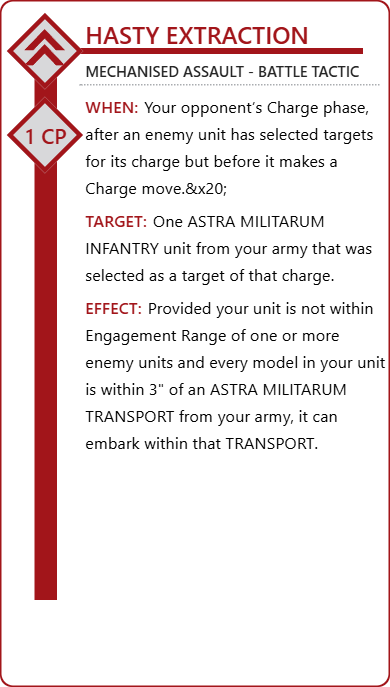 HASTY EXTRACTION
MECHANISED ASSAULT - BATTLE TACTIC
1 CP
WHEN: Your opponent's Charge phase,
after an enemy unit has selected targets
for its charge but before it makes a
Charge move.&x20;
TARGET: One ASTRA MILITARUM
INFANTRY unit from your army that was
selected as a target of that charge.
EFFECT: Provided your unit is not within
Engagement Range of one or more
enemy units and every model in your unit
is within 3" of an ASTRA MILITARUM
TRANSPORT from your army, it can
embark within that TRANSPORT.